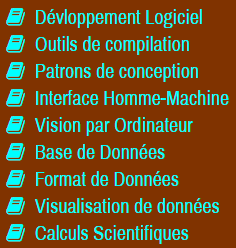 Dévloppement Logiciel
Outils de compilation
Patrons de conception
Interface Homme-Machine
Vision par Ordinateur
Base de Données
Format de Données
Visualisation de données
Calculs Scientifiques